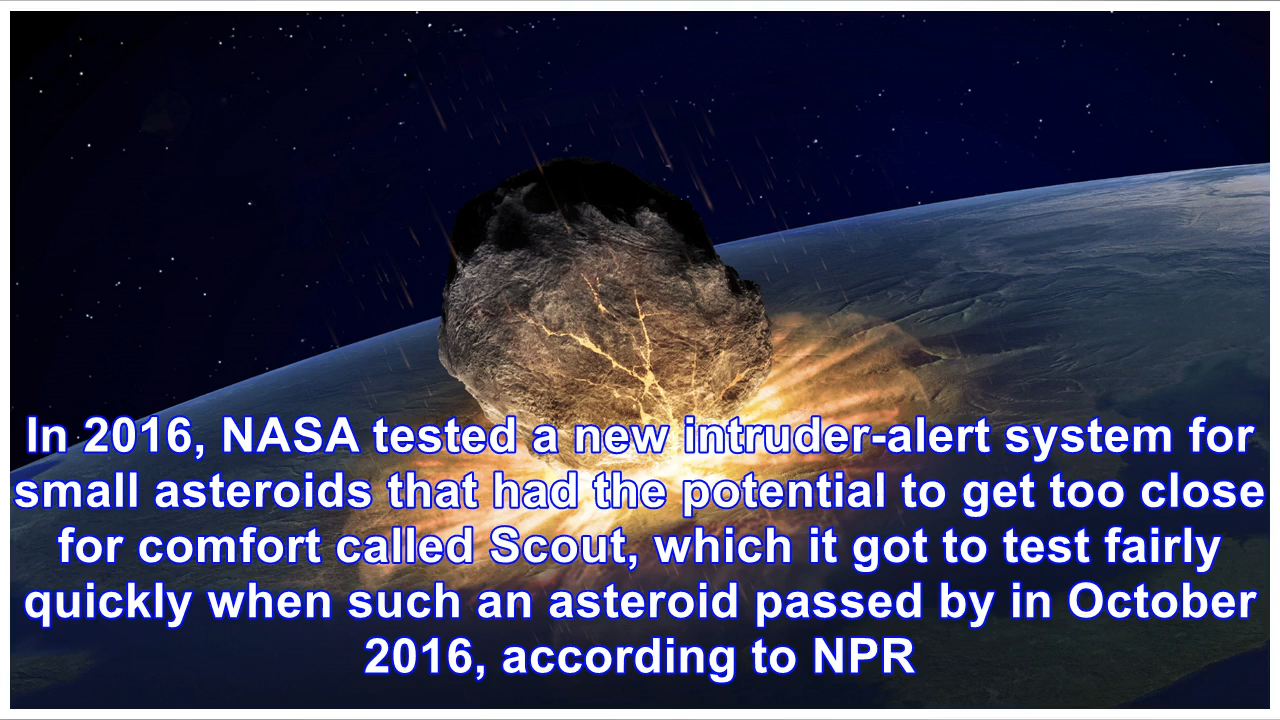 In 2016, NASA tested a new intruder-alert system for
small asteroids that had the potential to get too close
for comfort called Scout, which it got to test fairly
quickly when such an asteroid passed by in October
2016, according to NPR